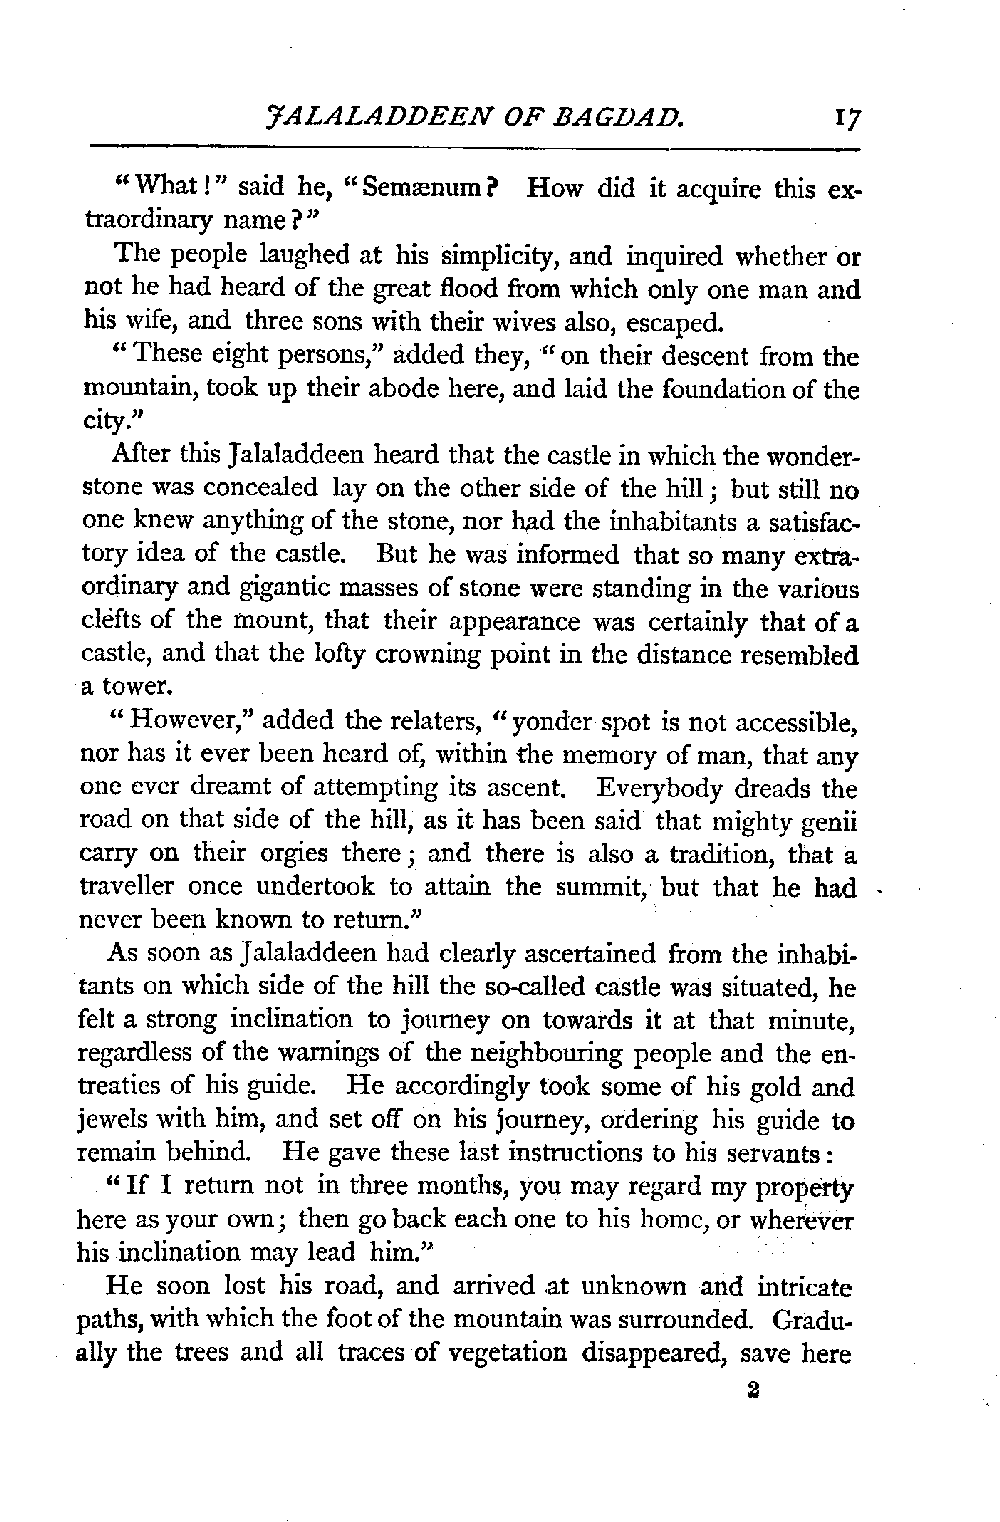 JALALADDEEN OF BAGDAD. 17
“What!” said he, “Semænum? How did it acquire this ex-
traordinary name?”
The people laughed at his simplicity, and inquired whether or
not he had heard of the great flood from which only one man and
his wife, and three sons with their wives also, escaped.
“These eight persons,” added they, “on their descent from the
mountain, took up their abode here, and laid the foundation of the
city.”
After this Jalaladdeen heard that the castle in which the wonder-
stone was concealed lay on the other side of the hill; but still no
one knew anything of the stone, nor had the inhabitants a satisfac-
tory idea of the castle. But he was informed that so many extra-
ordinary and gigantic masses of stone were standing in the various
clefts of the mount, that their appearance was certainly that of a
castle, and that the lofty crowning point in the distance resembled
a tower.
“However,” added the relaters, “yonder spot is not accessible,
nor has it ever been heard of, within the memory of man, that any
one ever dreamt of attempting its ascent. Everybody dreads the
road on that side of the hill, as it has been said that mighty genii
carry on their orgies there; and there is also a tradition, that a
traveller once undertook to attain the summit, but that he had
never been known to return.”
As soon as Jalaladdeen had clearly ascertained from the inhabi-
tants on which side of the hill the so-called castle was situated, he
felt a strong inclination to journey on towards it at that minute,
regardless of the warnings of the neighbouring people and the en-
treaties of his guide. He accordingly took some of his gold and
jewels with him, and set off on his journey, ordering his guide to
remain behind. He gave these last instructions to his servants:
“If I return not in three months, you may regard my property
here as your own; then go back each one to his home, or wherever
his inclination may lead him.”
He soon lost his road, and arrived at unknown and intricate
paths, with which the foot of the mountain was surrounded. Gradu-
ally the trees and all traces of vegetation disappeared, save here
2